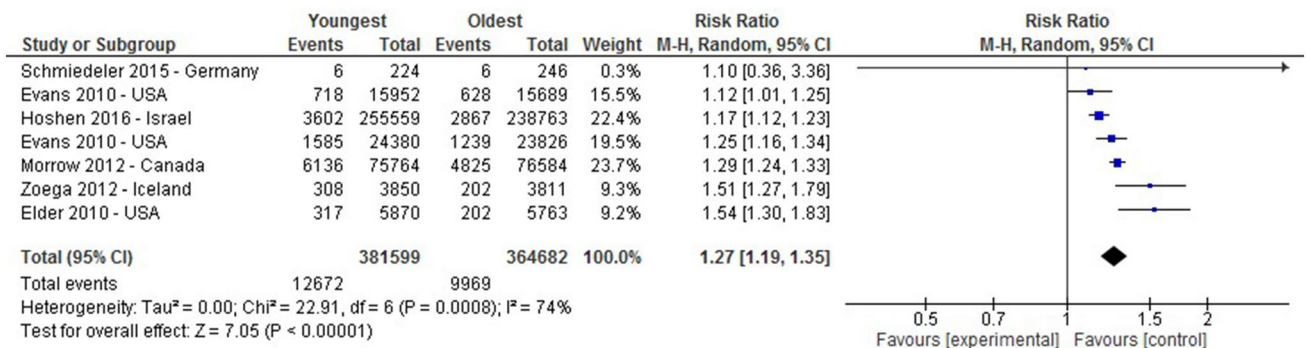 Youngest Oldest Risk Ratio Risk Ratio
Study or Subgroup Events Total Events Total Weight M-H, Random, 95% CI M-H, Random, 95% CI
Schmiedeler 2015 - Germany 6 224 6 246 0.3% 1.10 [0.36, 3.36]
Evans 2010 - USA 718 15952 628 15689 15.5% 1.12 [1.01, 1.25]
Hoshen 2016 - Israel 3602 255559 2867 238763 22.4% 1.17 [1.12, 1.23]
Evans 2010 - USA 1585 24380 1239 23826 19.5% 1.25 [1.16, 1.34]
Morrow 2012 - Canada 6136 75764 4825 76584 23.7% 1.29 [1.24, 1.33]
Zoega 2012 - Iceland 308 3850 202 3811 9.3% 1.51 [1.27, 1.79]
Elder 2010 - USA 317 5870 202 5763 9.2% 1.54 [1.30, 1.83]
Total (95% CI) 381599 364682 100.0% 1.27 [1.19, 1.35]
Total events 12672 9969
Heterogeneity: Tau² = 0.00; Chi² = 22.91, df = 6 (P = 0.0008); I² = 74%
Test for overall effect: Z = 7.05 (P < 0.00001)
0.5 0.7 1 1.5 2
Favours [experimental] Favours [control]